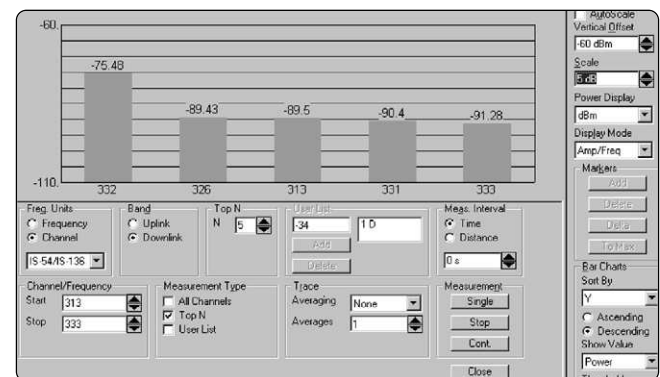 -60.
-75.48
-89.43
-89.5
-90.4
-91.28
-110.
332 326 313 331 333
AutoScale
Vertical Offset
-60 dBm
Scale
5 dB
Power Display
dBm
Display Mode
Amp/Freq
Markers
Add
Delete
Delta
To Max
Bar Charts
Sort By
Y
Ascending
Descending
Show Value
Power
Freq. Units
Frequency
Channel
IS-54/IS-136
Band
Uplink
Downlink
Top N
N 5
User List
-34 1 D
Add
Delete
Meas. Interval
Time
Distance
0 s
Channel/Frequency
Start 313
Stop 333
Measurement Type
All Channels
Top N
User List
Trace
Averaging None
Averages 1
Measurement
Single
Stop
Cont.
Close